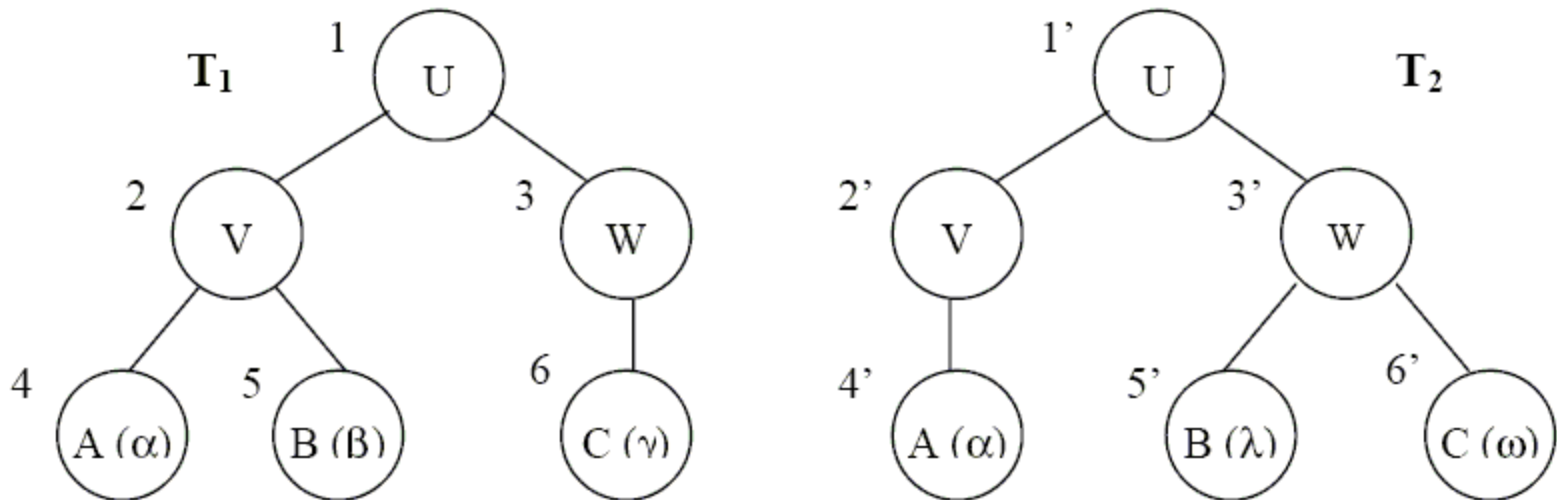 T₁ 1 U 1’ U T₂
2 V 3 W 2’ V 3’ W
4 A (α) 5 B (β) 6 C (γ) 4’ A (α) 5’ B (λ) 6’ C (ω)